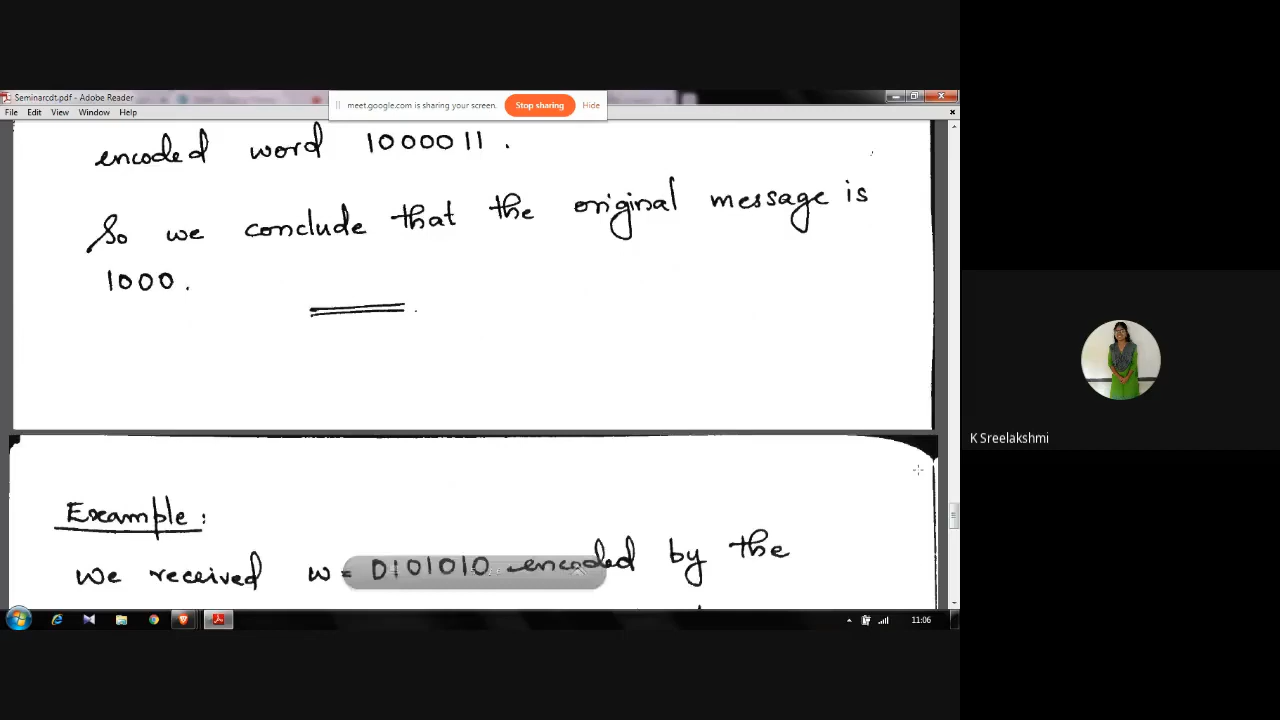 Seminarcdt.pdf - Adobe Reader
meet.google.com is sharing your screen. Stop sharing Hide
File Edit View Window Help
encoded word 1000011.
So we conclude that the original message is
1000.
K Sreelakshmi
Example:
we received w= 0101010 encoded by the
11:06